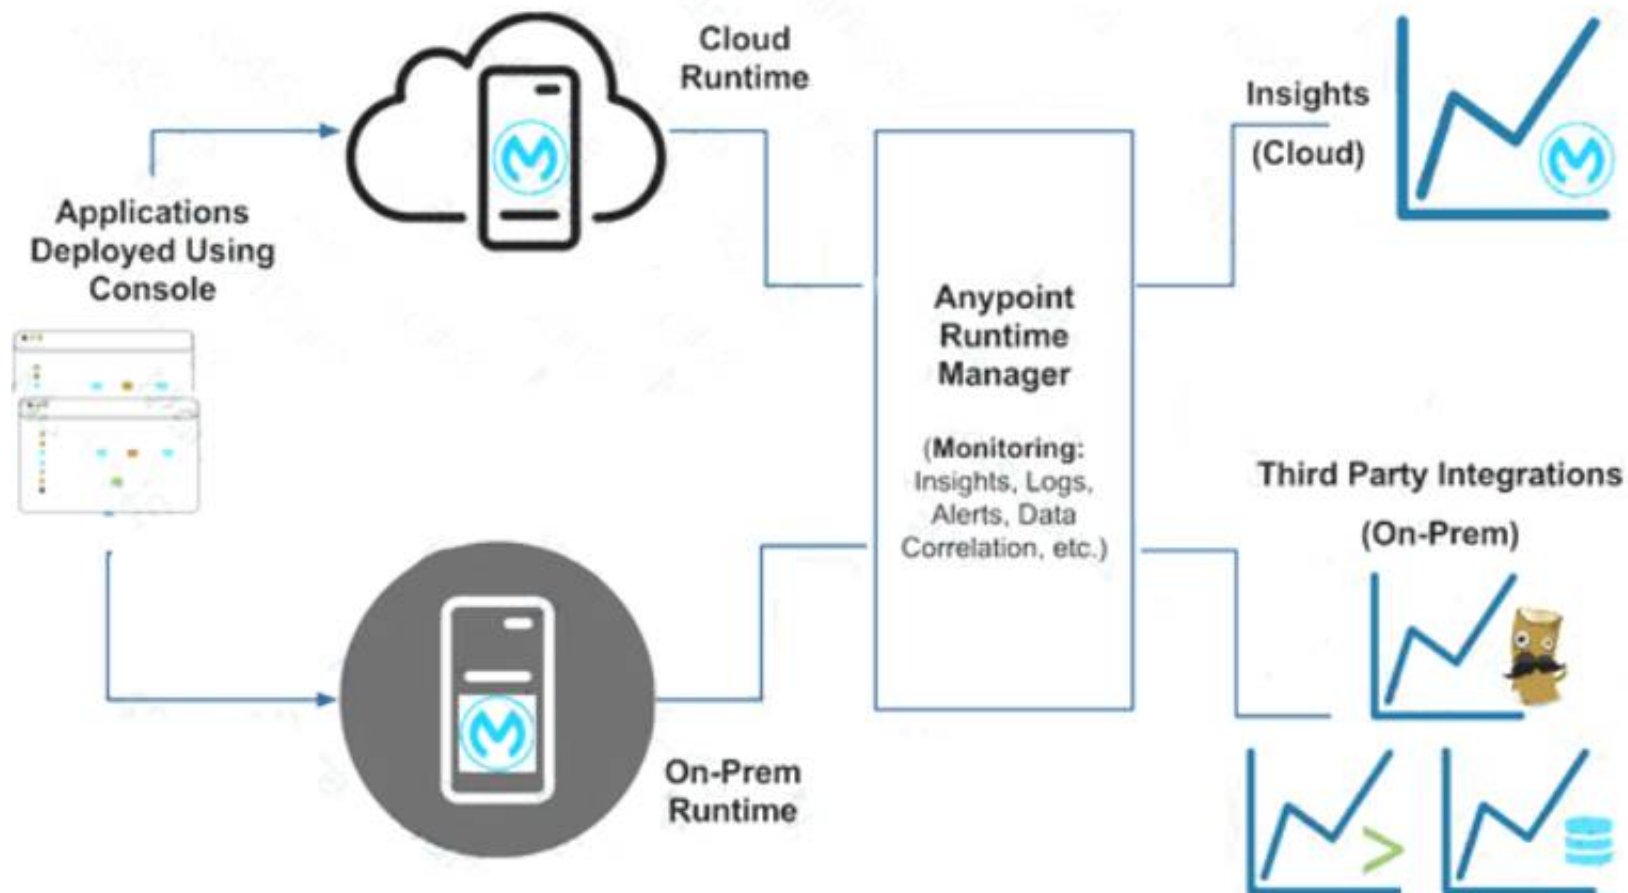 Cloud
Runtime
Insights
(Cloud)
Applications
Deployed Using
Console
Anypoint
Runtime
Manager
(Monitoring:
Insights, Logs,
Alerts, Data
Correlation, etc.)
Third Party Integrations
(On-Prem)
On-Prem
Runtime